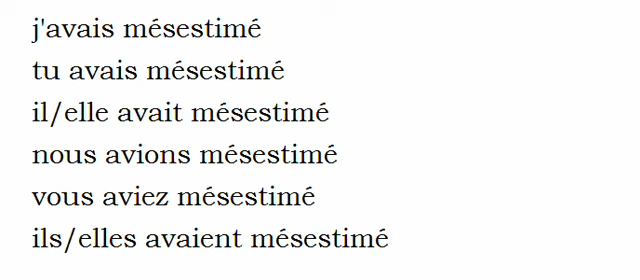 j'avais mésestimé
tu avais mésestimé
il/elle avait mésestimé
nous avions mésestimé
vous aviez mésestimé
ils/elles avaient mésestimé